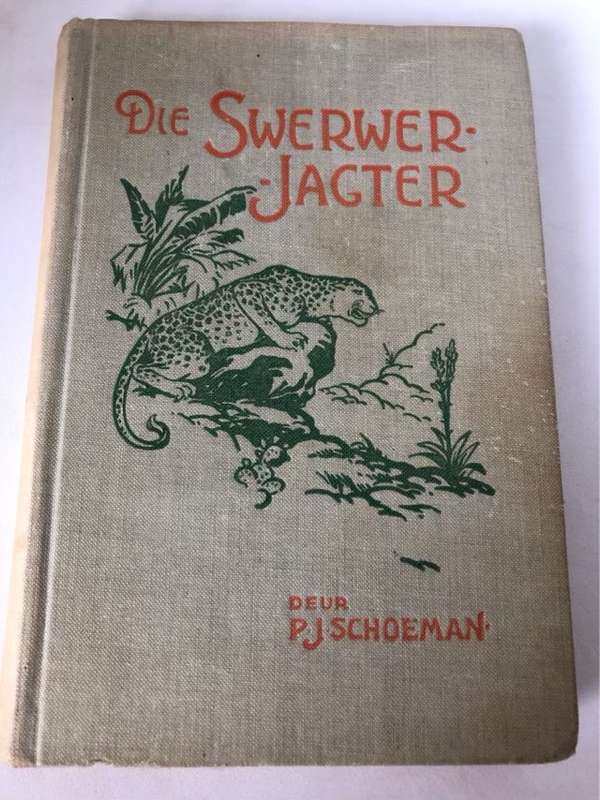 DIE SWERWER-
-JAGTER
DEUR
P.J SCHOEMAN.